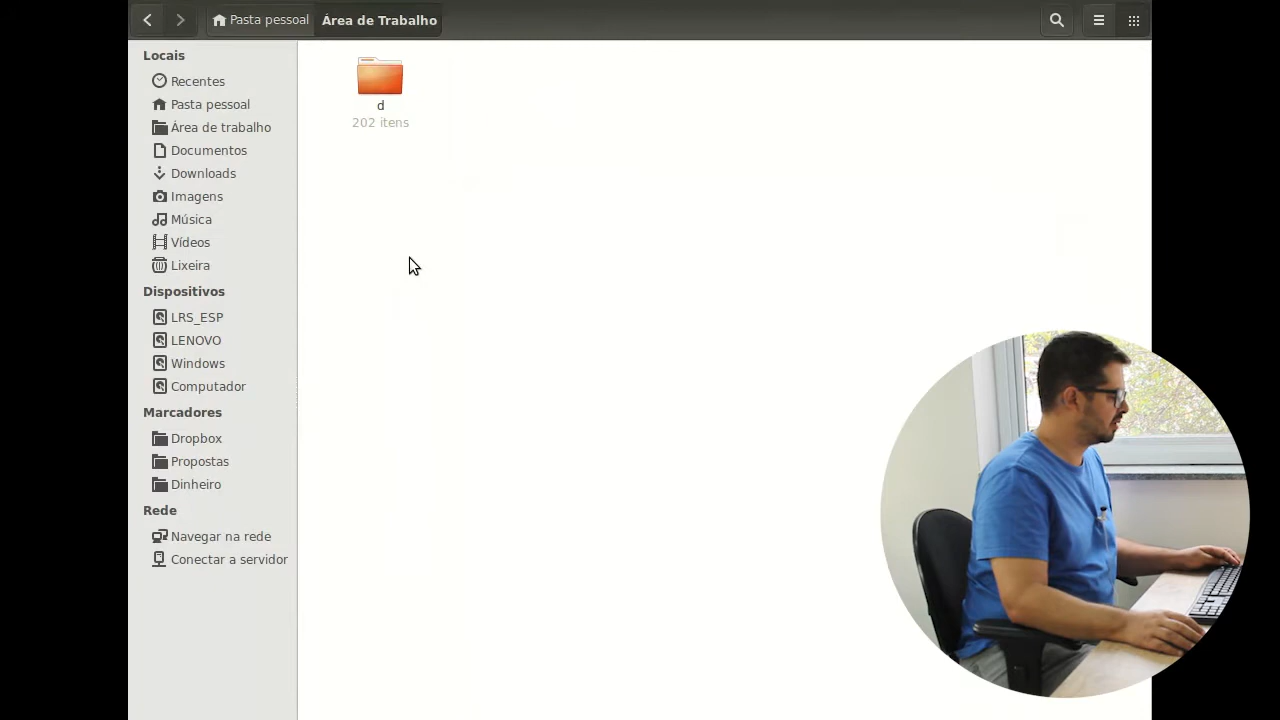 Pasta pessoal
Área de Trabalho
Locais
Recentes
Pasta pessoal
Área de trabalho
Documentos
Downloads
Imagens
Música
Vídeos
Lixeira
Dispositivos
LRS_ESP
LENOVO
Windows
Computador
Marcadores
Dropbox
Propostas
Dinheiro
Rede
Navegar na rede
Conectar a servidor
d
202 itens